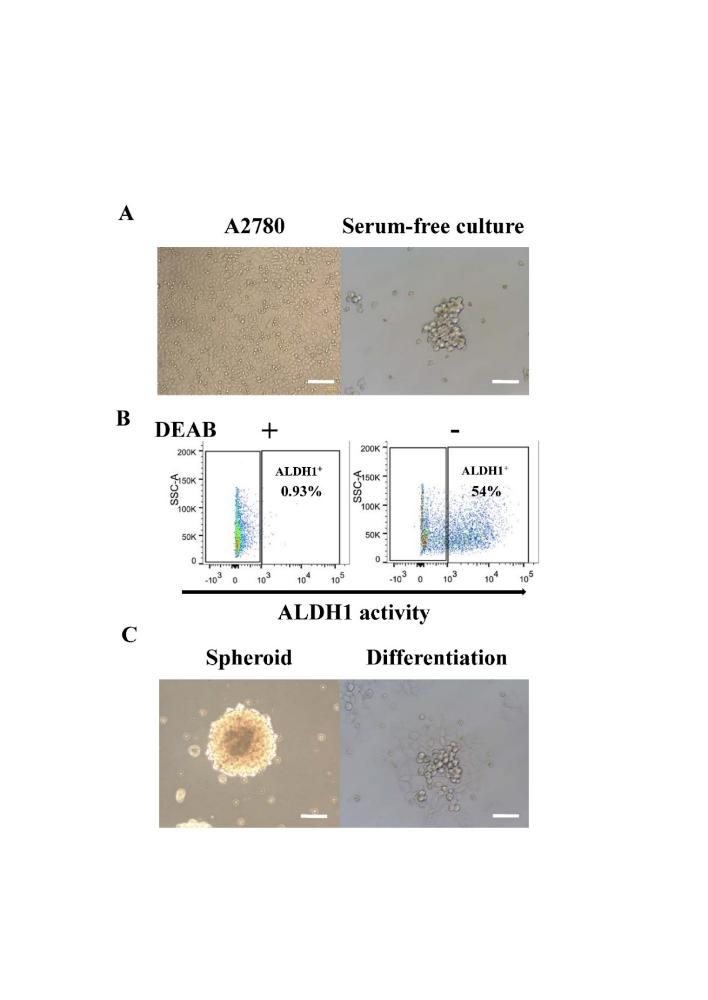 A
A2780 Serum-free culture
B
DEAB + -
200K
150K
100K
50K
0
SSC-A
ALDH1+
0.93%
-10³ 0 10³ 10⁴ 10⁵
200K
150K
100K
50K
0
SSC-A
ALDH1+
54%
-10³ 0 10³ 10⁴ 10⁵
ALDH1 activity
C
Spheroid Differentiation